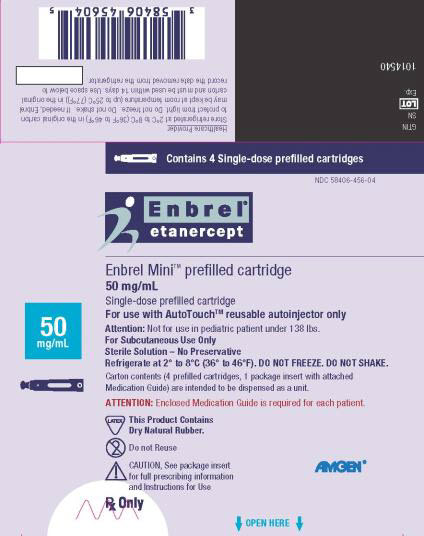 5 58406 45604 3
Healthcare Provider:
Store refrigerated at 2°C to 8°C (36°F to 46°F) in the original carton
to protect from light. Do not freeze. Do not shake. If needed, Enbrel
may be kept at room temperature (up to 25°C (77°F)) in the original
carton and must be used within 14 days. Use space below to
record the date removed from the refrigerator.
GTIN
SN
LOT
Exp.
1014540
Contains 4 Single-dose prefilled cartridges
NDC 58406-456-04
Enbrel®
etanercept
Enbrel Mini™ prefilled cartridge
50 mg/mL
Single-dose prefilled cartridge
For use with AutoTouch™ reusable autoinjector only
Attention: Not for use in pediatric patient under 138 lbs.
For Subcutaneous Use Only
Sterile Solution – No Preservative
Refrigerate at 2° to 8°C (36° to 46°F). DO NOT FREEZE. DO NOT SHAKE.
Carton contents (4 prefilled cartridges, 1 package insert with attached
Medication Guide) are intended to be dispensed as a unit.
ATTENTION: Enclosed Medication Guide is required for each patient.
50
mg/mL
LATEX
This Product Contains
Dry Natural Rubber.
2
Do not Reuse
CAUTION, See package insert
for full prescribing information
and Instructions for Use
Rx Only
AMGEN®
OPEN HERE